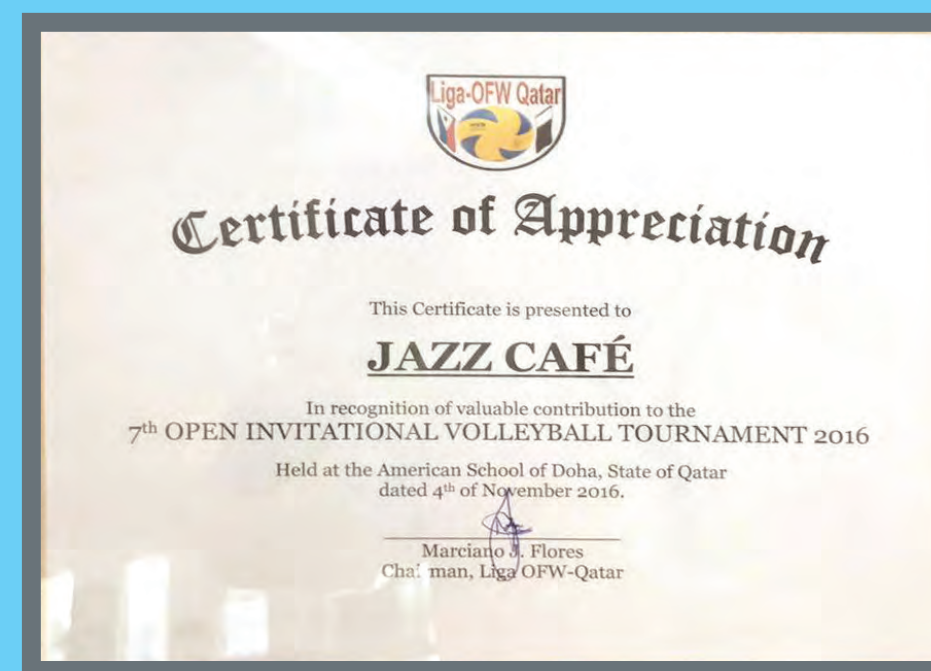 Liga-OFW Qatar
Certificate of Appreciation
This Certificate is presented to
JAZZ CAFÉ
In recognition of valuable contribution to the
7th OPEN INVITATIONAL VOLLEYBALL TOURNAMENT 2016
Held at the American School of Doha, State of Qatar
dated 4th of November 2016.
Marciano J. Flores
Chairman, Liga OFW-Qatar